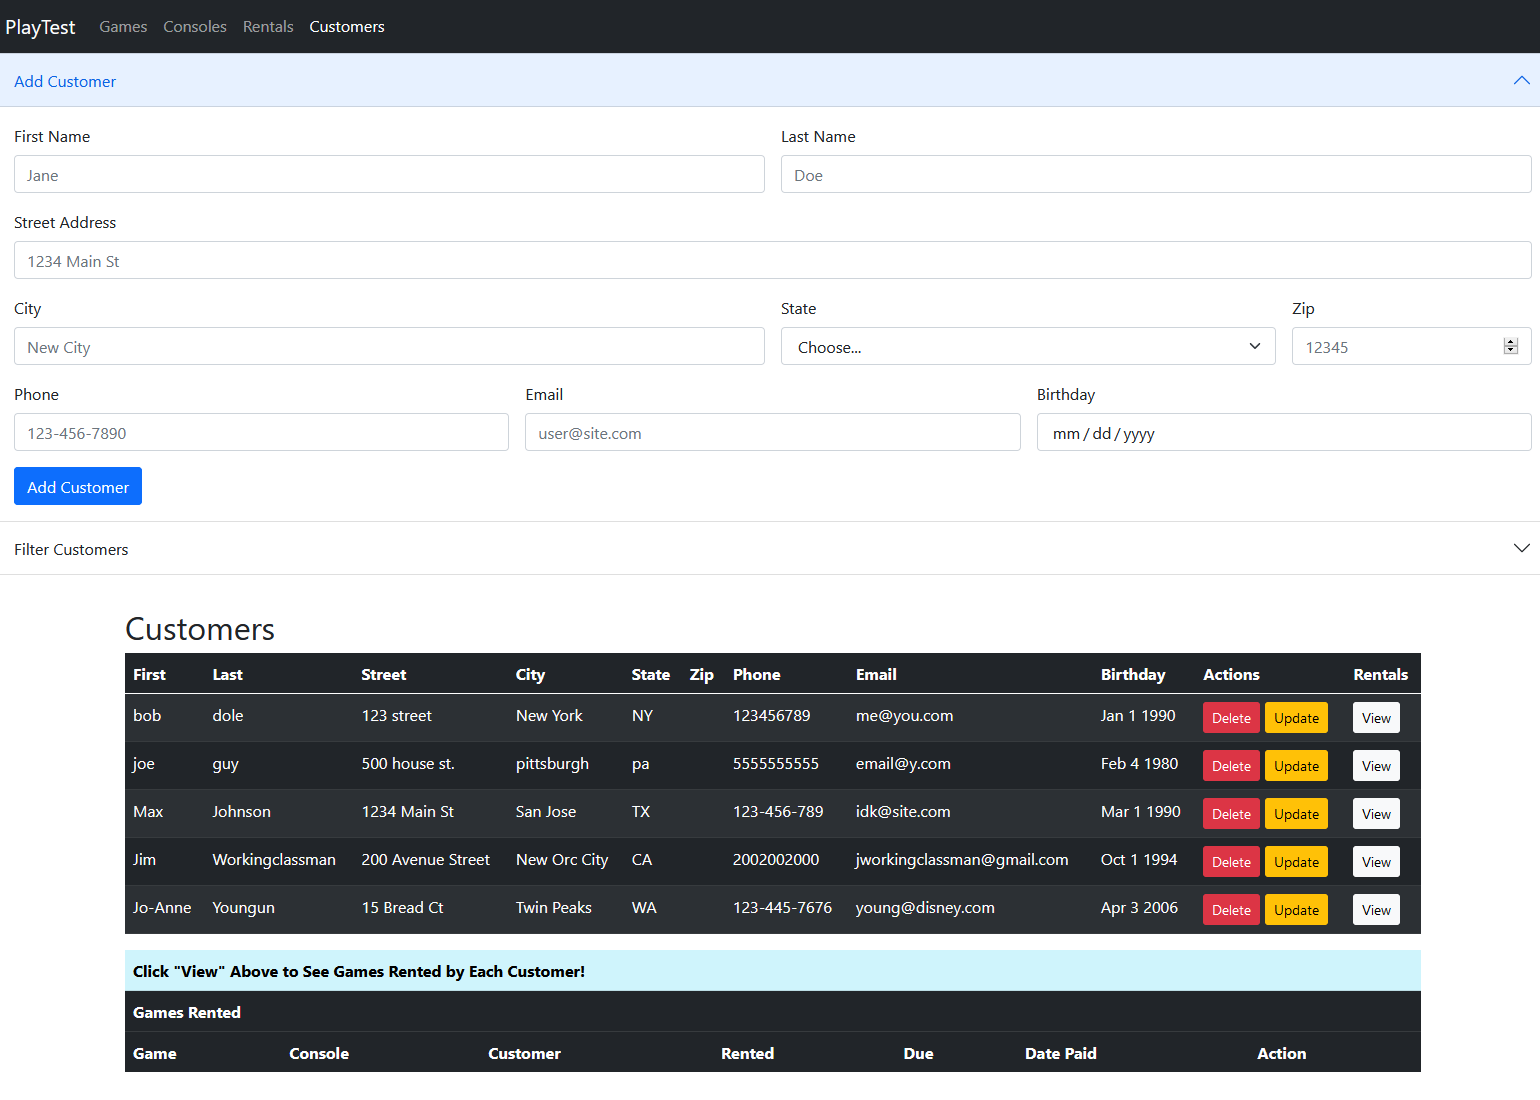 PlayTest Games Consoles Rentals Customers
Add Customer
First Name Last Name
Jane Doe
Street Address
1234 Main St
City State Zip
New City Choose... 12345
Phone Email Birthday
123-456-7890 user@site.com mm/dd/yyyy
Add Customer
Filter Customers
Customers
First Last Street City State Zip Phone Email Birthday Actions Rentals
bob dole 123 street New York NY 123456789 me@you.com Jan 1 1990 Delete Update View
joe guy 500 house st. pittsburgh pa 5555555555 email@y.com Feb 4 1980 Delete Update View
Max Johnson 1234 Main St San Jose TX 123-456-789 idk@site.com Mar 1 1990 Delete Update View
Jim Workingclassman 200 Avenue Street New Orc City CA 2002002000 jworkingclassman@gmail.com Oct 1 1994 Delete Update View
Jo-Anne Youngun 15 Bread Ct Twin Peaks WA 123-445-7676 young@disney.com Apr 3 2006 Delete Update View
Click "View" Above to See Games Rented by Each Customer!
Games Rented
Game Console Customer Rented Due Date Paid Action